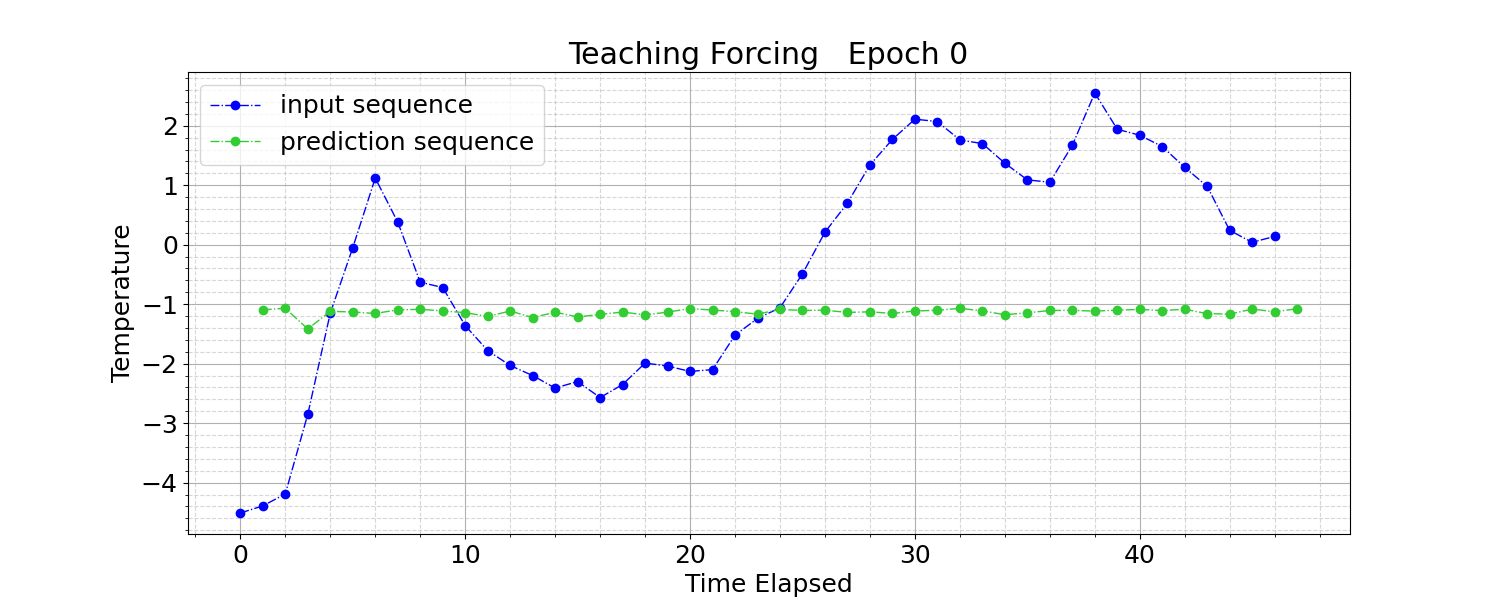 Teaching Forcing   Epoch 0
input sequence
prediction sequence
Temperature
2
1
0
−1
−2
−3
−4
0 10 20 30 40
Time Elapsed